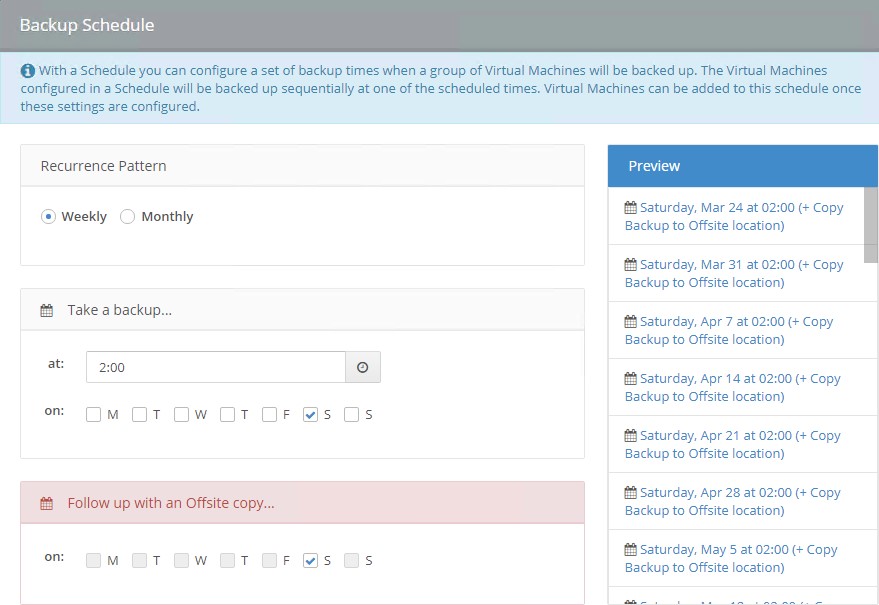 Backup Schedule
With a Schedule you can configure a set of backup times when a group of Virtual Machines will be backed up. The Virtual Machines
configured in a Schedule will be backed up sequentially at one of the scheduled times. Virtual Machines can be added to this schedule once
these settings are configured.
Recurrence Pattern
Weekly Monthly
Take a backup...
at: 2:00
on: M T W T F S S
Follow up with an Offsite copy...
on: M T W T F S S
Preview
Saturday, Mar 24 at 02:00 (+ Copy
Backup to Offsite location)
Saturday, Mar 31 at 02:00 (+ Copy
Backup to Offsite location)
Saturday, Apr 7 at 02:00 (+ Copy
Backup to Offsite location)
Saturday, Apr 14 at 02:00 (+ Copy
Backup to Offsite location)
Saturday, Apr 21 at 02:00 (+ Copy
Backup to Offsite location)
Saturday, Apr 28 at 02:00 (+ Copy
Backup to Offsite location)
Saturday, May 5 at 02:00 (+ Copy
Backup to Offsite location)